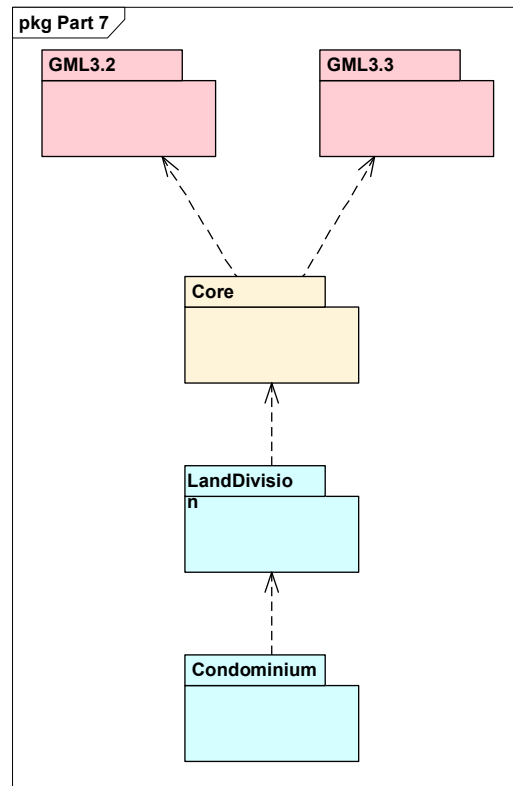 pkg Part 7
GML3.2
GML3.3
Core
LandDivisio
n
Condominium